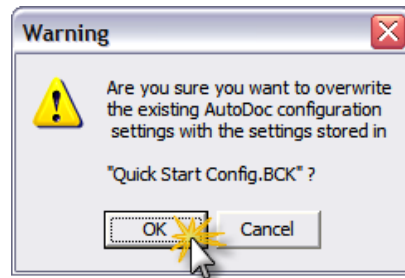 Warning
Are you sure you want to overwrite
the existing AutoDoc configuration
settings with the settings stored in
"Quick Start Config.BCK" ?
OK
Cancel